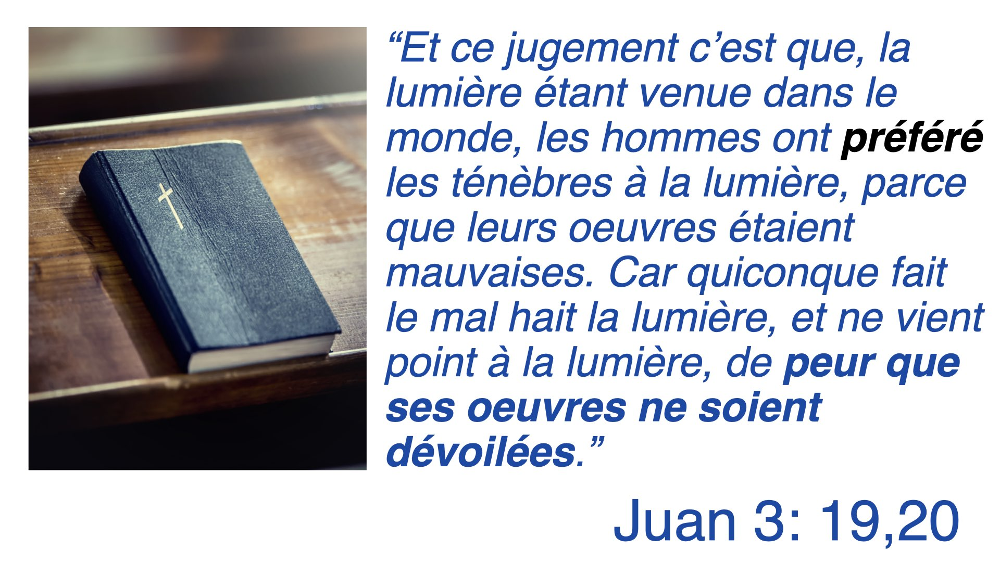 “Et ce jugement c’est que, la
lumière étant venue dans le
monde, les hommes ont préféré
les ténèbres à la lumière, parce
que leurs oeuvres étaient
mauvaises. Car quiconque fait
le mal hait la lumière, et ne vient
point à la lumière, de peur que
ses oeuvres ne soient
dévoilées.”
Juan 3: 19,20